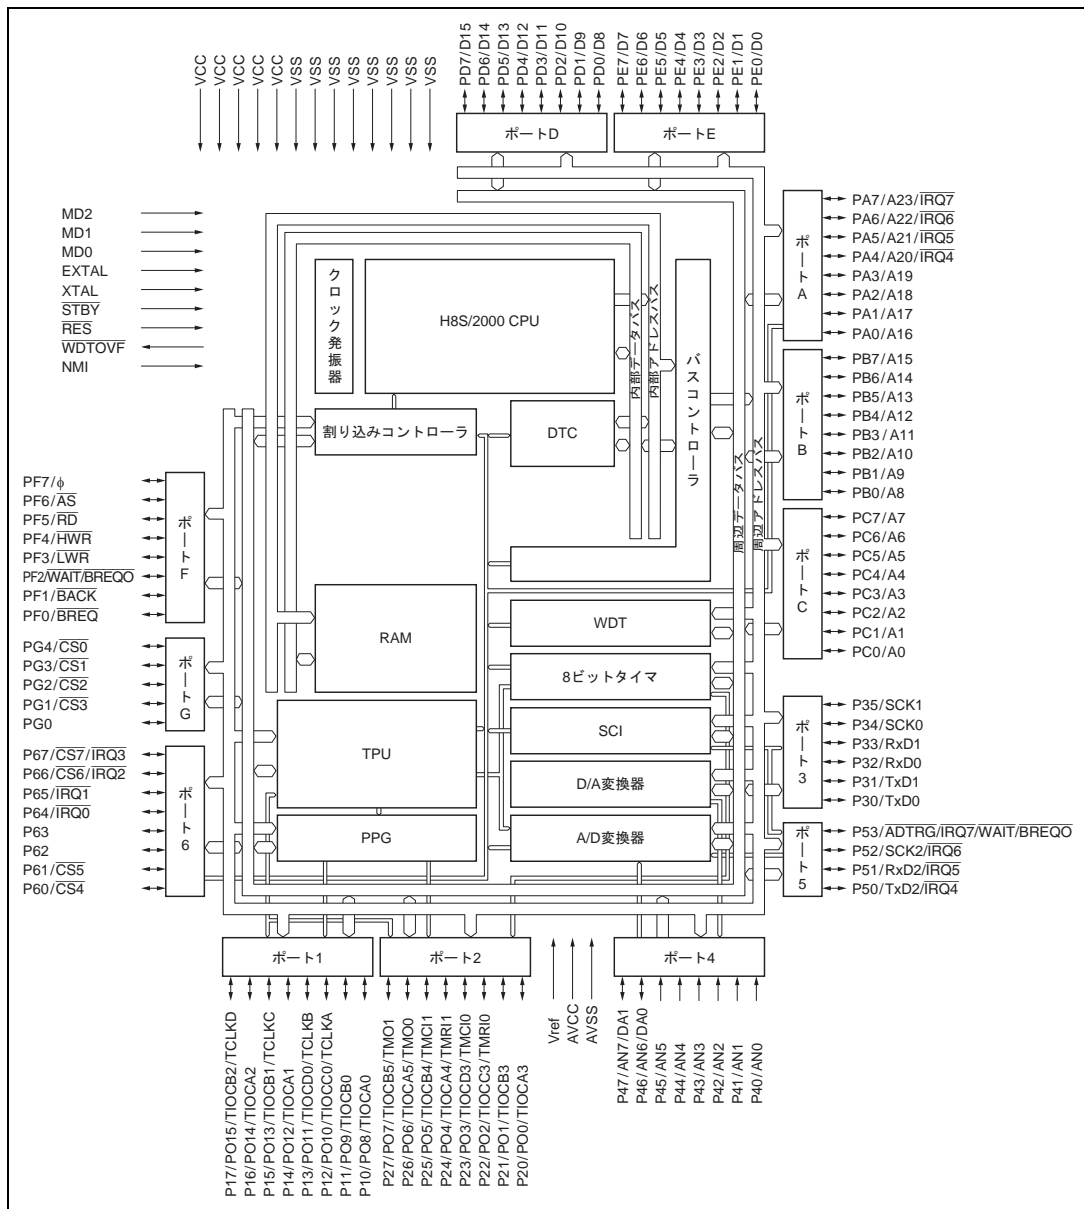 VCC
VCC
VCC
VCC
VCC
VSS
VSS
VSS
VSS
VSS
VSS
VSS
VSS
PD7/D15
PD6/D14
PD5/D13
PD4/D12
PD3/D11
PD2/D10
PD1/D9
PD0/D8
PE7/D7
PE6/D6
PE5/D5
PE4/D4
PE3/D3
PE2/D2
PE1/D1
PE0/D0
ポートD
ポートE
MD2
MD1
MD0
EXTAL
XTAL
STBY
RES
WDTOVF
NMI
クロック発振器
H8S/2000 CPU
内部データバス
内部アドレスバス
バスコントローラ
周辺データバス
周辺アドレスバス
割り込みコントローラ
DTC
ポートA
PA7/A23/IRQ7
PA6/A22/IRQ6
PA5/A21/IRQ5
PA4/A20/IRQ4
PA3/A19
PA2/A18
PA1/A17
PA0/A16
ポートB
PB7/A15
PB6/A14
PB5/A13
PB4/A12
PB3/A11
PB2/A10
PB1/A9
PB0/A8
ポートC
PC7/A7
PC6/A6
PC5/A5
PC4/A4
PC3/A3
PC2/A2
PC1/A1
PC0/A0
PF7/φ
PF6/AS
PF5/RD
PF4/HWR
PF3/LWR
PF2/WAIT/BREQO
PF1/BACK
PF0/BREQ
ポートF
PG4/CS0
PG3/CS1
PG2/CS2
PG1/CS3
PG0
ポートG
P67/CS7/IRQ3
P66/CS6/IRQ2
P65/IRQ1
P64/IRQ0
P63
P62
P61/CS5
P60/CS4
ポート6
RAM
TPU
PPG
WDT
8ビットタイマ
SCI
D/A変換器
A/D変換器
ポート3
P35/SCK1
P34/SCK0
P33/RxD1
P32/RxD0
P31/TxD1
P30/TxD0
ポート5
P53/ADTRG/IRQ7/WAIT/BREQO
P52/SCK2/IRQ6
P51/RxD2/IRQ5
P50/TxD2/IRQ4
ポート1
ポート2
ポート4
P17/PO15/TIOCB2/TCLKD
P16/PO14/TIOCA2
P15/PO13/TIOCB1/TCLKC
P14/PO12/TIOCA1
P13/PO11/TIOCD0/TCLKB
P12/PO10/TIOCC0/TCLKA
P11/PO9/TIOCB0
P10/PO8/TIOCA0
P27/PO7/TIOCB5/TMO1
P26/PO6/TIOCA5/TMO0
P25/PO5/TIOCB4/TMCI1
P24/PO4/TIOCA4/TMRI1
P23/PO3/TIOCD3/TMCI0
P22/PO2/TIOCC3/TMRI0
P21/PO1/TIOCB3
P20/PO0/TIOCA3
Vref
AVCC
AVSS
P47/AN7/DA1
P46/AN6/DA0
P45/AN5
P44/AN4
P43/AN3
P42/AN2
P41/AN1
P40/AN0